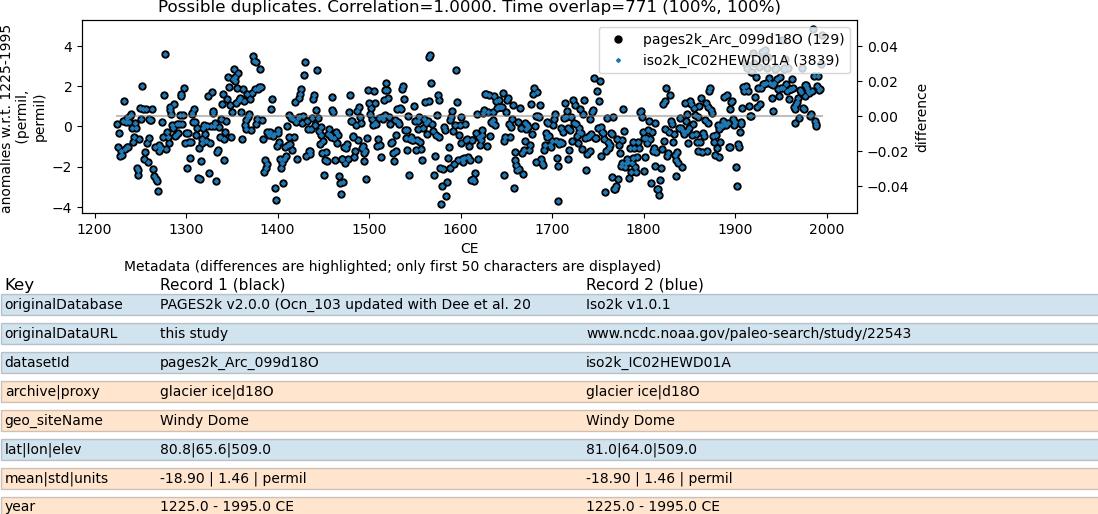 Possible duplicates. Correlation=1.0000. Time overlap=771 (100%, 100%)
anomalies w.r.t. 1225-1995
(permil,
permil)
4
2
0
−2
−4
pages2k_Arc_099d18O (129)
iso2k_IC02HEWD01A (3839)
0.04
0.02
0.00
−0.02
−0.04
difference
1200 1300 1400 1500 1600 1700 1800 1900 2000
CE
Metadata (differences are highlighted; only first 50 characters are displayed)
Key Record 1 (black) Record 2 (blue)
originalDatabase PAGES2k v2.0.0 (Ocn_103 updated with Dee et al. 20 Iso2k v1.0.1
originalDataURL this study www.ncdc.noaa.gov/paleo-search/study/22543
datasetId pages2k_Arc_099d18O iso2k_IC02HEWD01A
archive|proxy glacier ice|d18O glacier ice|d18O
geo_siteName Windy Dome Windy Dome
lat|lon|elev 80.8|65.6|509.0 81.0|64.0|509.0
mean|std|units -18.90 | 1.46 | permil -18.90 | 1.46 | permil
year 1225.0 - 1995.0 CE 1225.0 - 1995.0 CE